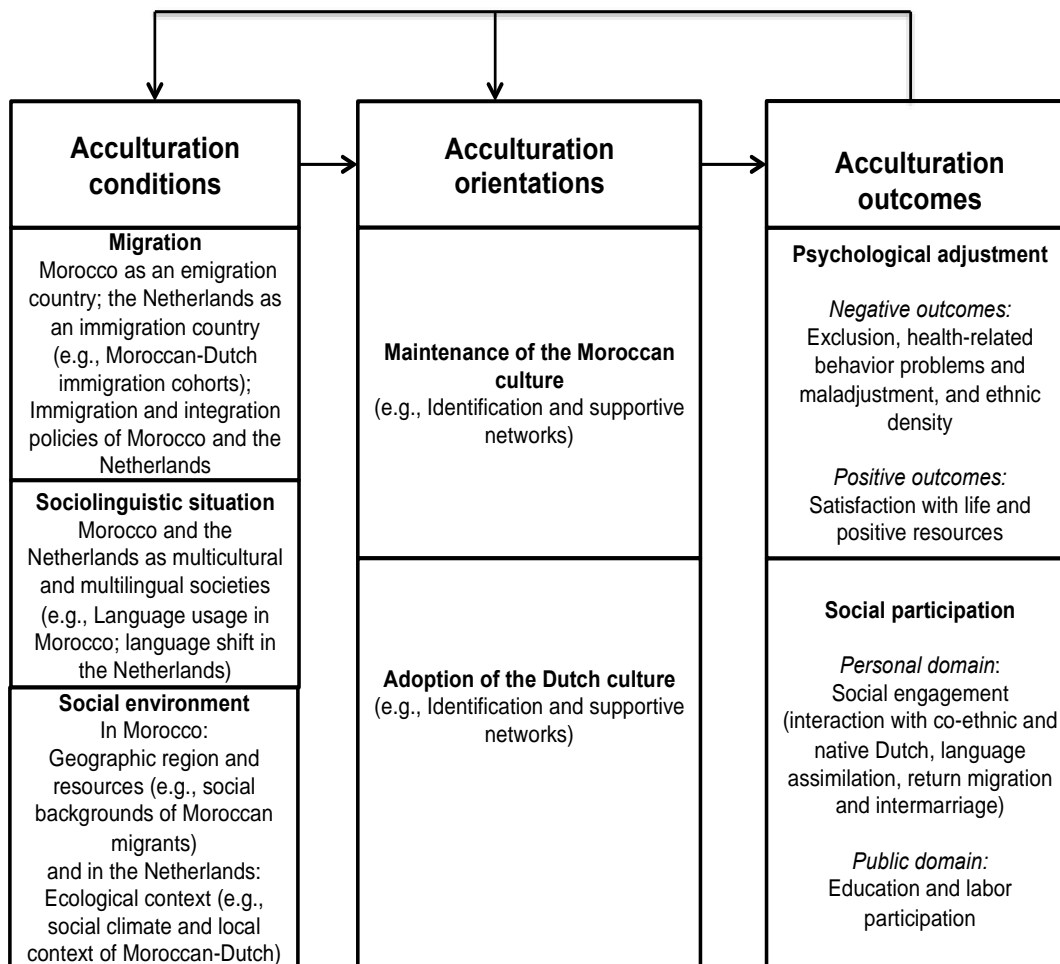 Acculturation
conditions
Migration
Morocco as an emigration
country; the Netherlands as
an immigration country
(e.g., Moroccan-Dutch
immigration cohorts);
Immigration and integration
policies of Morocco and the
Netherlands
Sociolinguistic situation
Morocco and the
Netherlands as multicultural
and multilingual societies
(e.g., Language usage in
Morocco; language shift in
the Netherlands)
Social environment
In Morocco:
Geographic region and
resources (e.g., social
backgrounds of Moroccan
migrants)
and in the Netherlands:
Ecological context (e.g.,
social climate and local
context of Moroccan-Dutch)
Acculturation
orientations
Maintenance of the Moroccan
culture
(e.g., Identification and supportive
networks)
Adoption of the Dutch culture
(e.g., Identification and supportive
networks)
Acculturation
outcomes
Psychological adjustment
Negative outcomes:
Exclusion, health-related
behavior problems and
maladjustment, and ethnic
density
Positive outcomes:
Satisfaction with life and
positive resources
Social participation
Personal domain:
Social engagement
(interaction with co-ethnic and
native Dutch, language
assimilation, return migration
and intermarriage)
Public domain:
Education and labor
participation